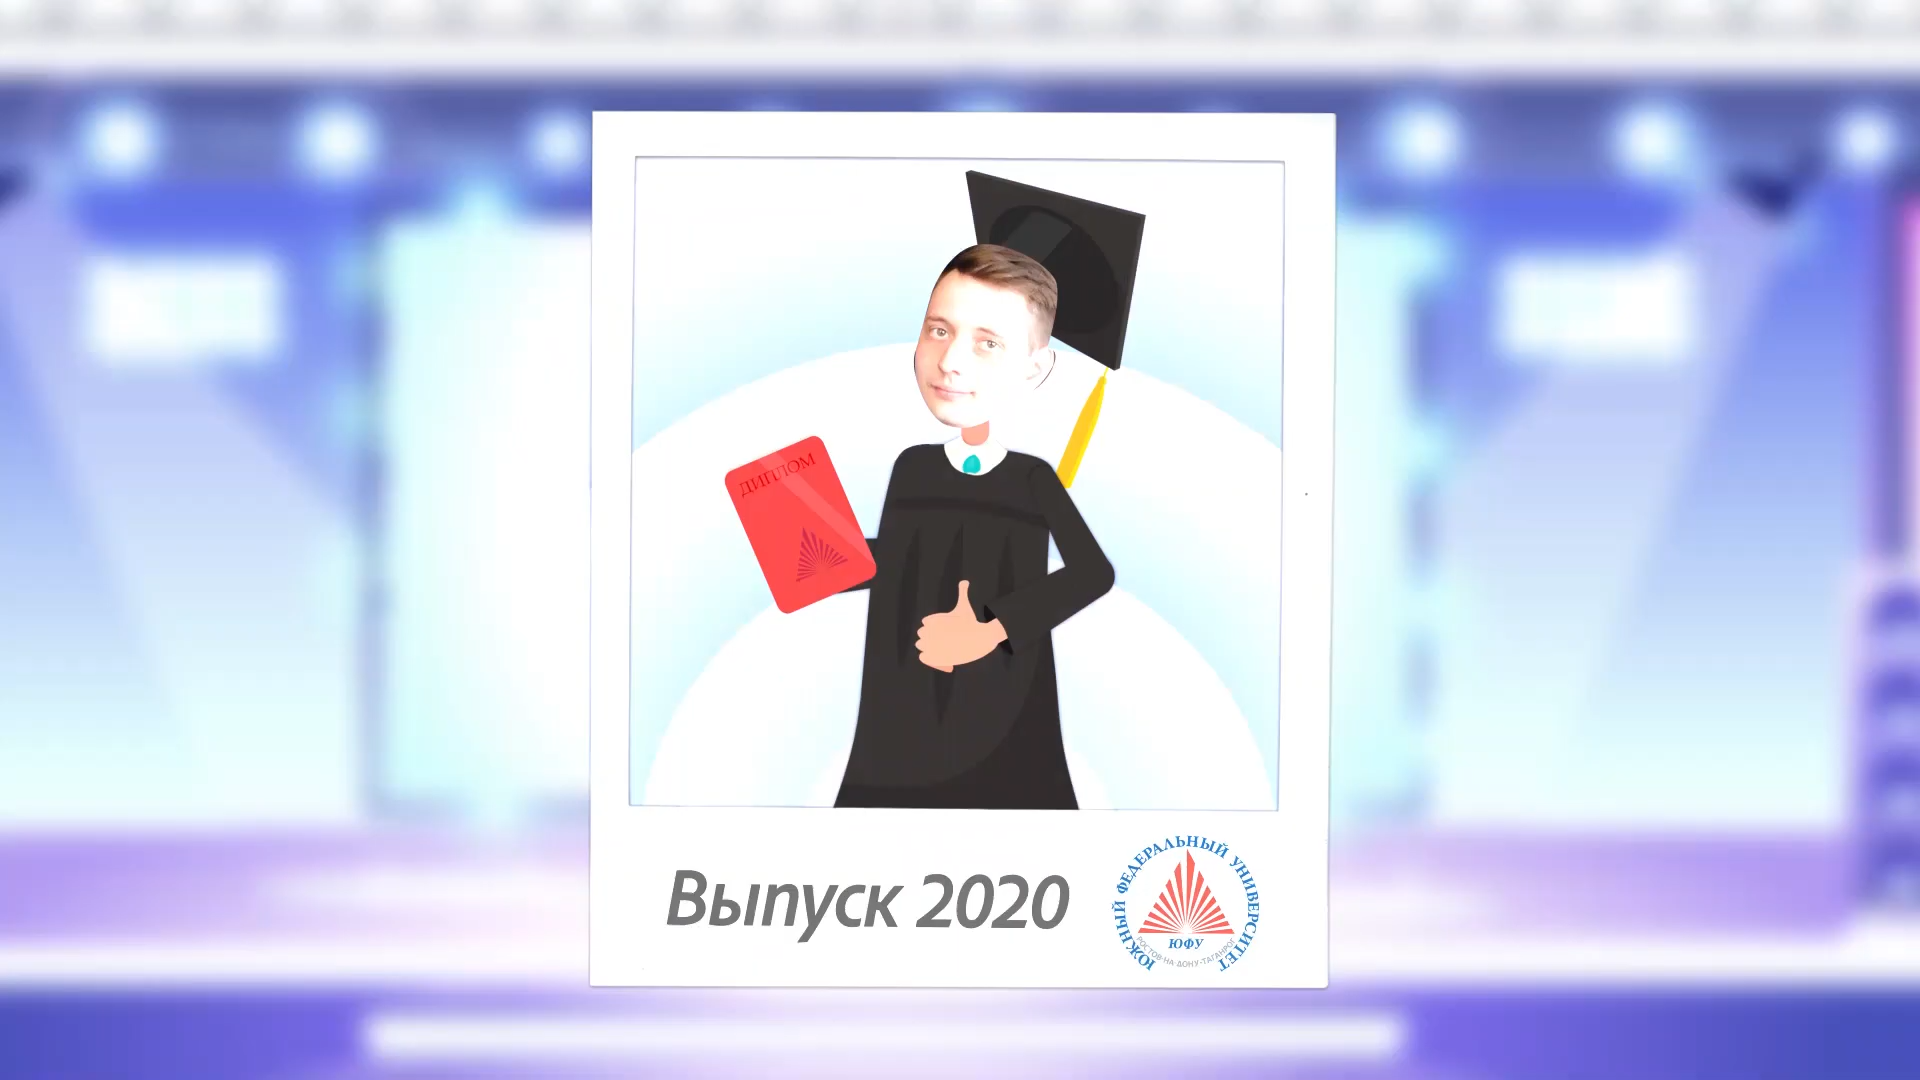 ДИПЛОМ
Выпуск 2020
ЮЖНЫЙ ФЕДЕРАЛЬНЫЙ УНИВЕРСИТЕТ
ЮФУ
РОСТОВ-НА-ДОНУ-ТАГАНРОГ